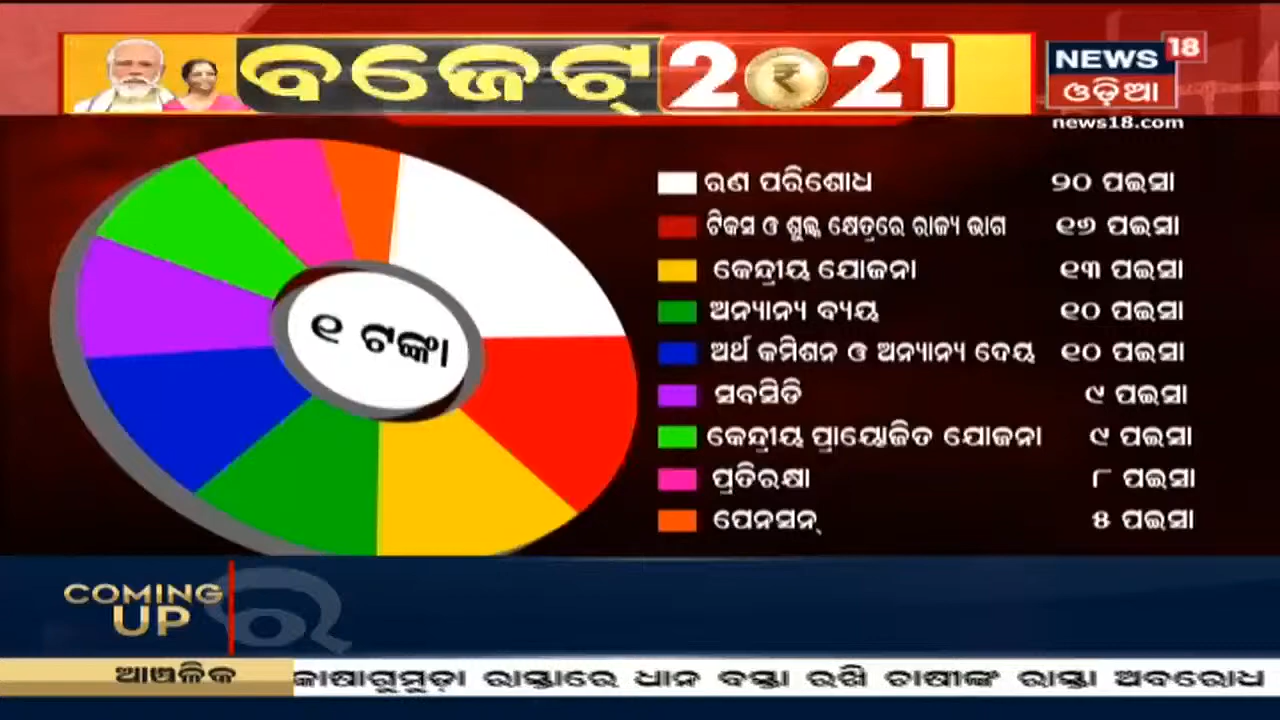 ବଜେଟ୍ 2021
NEWS 18
ଓଡ଼ିଆ
news18.com
୧ ଟଙ୍କା
ଋଣ ପରିଶୋଧ ୨୦ ପଇସା
ଟିକସ ଓ ଶୁଳ୍କ କ୍ଷେତ୍ରରେ ରାଜ୍ୟ ଭାଗ ୧୬ ପଇସା
କେନ୍ଦ୍ରୀୟ ଯୋଜନା ୧୩ ପଇସା
ଅନ୍ୟାନ୍ୟ ବ୍ୟୟ ୧୦ ପଇସା
ଅର୍ଥ କମିଶନ ଓ ଅନ୍ୟାନ୍ୟ ଦେୟ ୧୦ ପଇସା
ସବସିଡି ୯ ପଇସା
କେନ୍ଦ୍ରୀୟ ପ୍ରାୟୋଜିତ ଯୋଜନା ୯ ପଇସା
ପ୍ରତିରକ୍ଷା ୮ ପଇସା
ପେନସନ୍ ୫ ପଇସା
COMING
UP
ଆଞ୍ଚଳିକ କାଷାଗୁମୁଡ଼ା ରାସ୍ତାରେ ଧାନ ବସ୍ତା ରଖି ଚାଷୀଙ୍କ ରାସ୍ତା ଅବରୋଧ